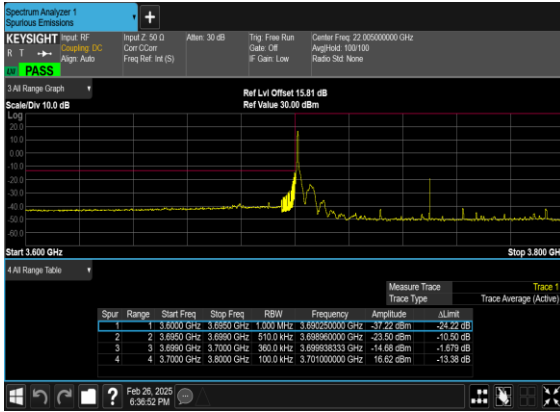 Spectrum Analyzer 1
Spurious Emissions
+
KEYSIGHT Input: RF Input Z: 50 Ω Atten: 30 dB Trig: Free Run Center Freq: 22.005000000 GHz
R T Coupling: DC Corr CCorr Gate: Off Avg|Hold: 100/100
Align: Auto Freq Ref: Int (S) IF Gain: Low Radio Std: None
PASS
3 All Range Graph
Ref Lvl Offset 15.81 dB
Scale/Div 10.0 dB Ref Value 30.00 dBm
Log
20.0
10.0
0.00
-10.0
-20.0
-30.0
-40.0
-50.0
-60.0
Start 3.600 GHz Stop 3.800 GH
4 All Range Table
Measure Trace Trace 1
Trace Type Trace Average (Active)
Spur Range Start Freq Stop Freq RBW Frequency Amplitude ΔLimit
1 1 3.6000 GHz 3.6950 GHz 1.000 MHz 3.690250000 GHz -37.22 dBm -24.22 dB
2 2 3.6950 GHz 3.6990 GHz 510.0 kHz 3.698960000 GHz -23.50 dBm -10.50 dB
3 3 3.6990 GHz 3.7000 GHz 360.0 kHz 3.699938333 GHz -14.68 dBm -1.679 dB
4 4 3.7000 GHz 3.8000 GHz 100.0 kHz 3.701000000 GHz 16.62 dBm -13.38 dB
? Feb 26, 2025
6:36:52 PM